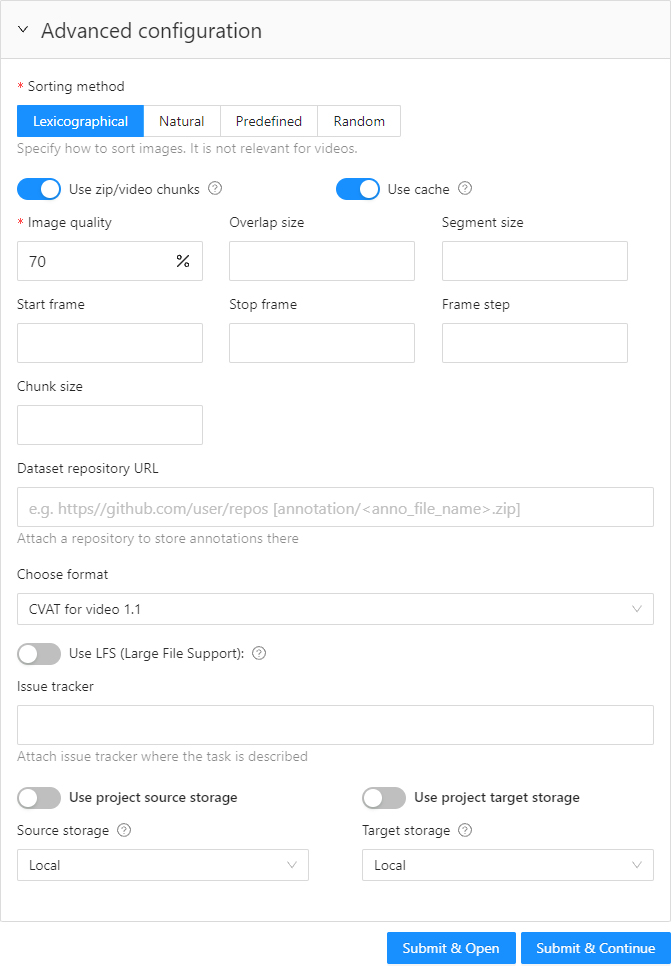 Advanced configuration
* Sorting method
Lexicographical Natural Predefined Random
Specify how to sort images. It is not relevant for videos.
Use zip/video chunks ? Use cache ?
* Image quality Overlap size Segment size
70 %
Start frame Stop frame Frame step
Chunk size
Dataset repository URL
e.g. https//github.com/user/repos [annotation/<anno_file_name>.zip]
Attach a repository to store annotations there
Choose format
CVAT for video 1.1
Use LFS (Large File Support): ?
Issue tracker
Attach issue tracker where the task is described
Use project source storage Use project target storage
Source storage ? Target storage ?
Local Local
Submit & Open Submit & Continue